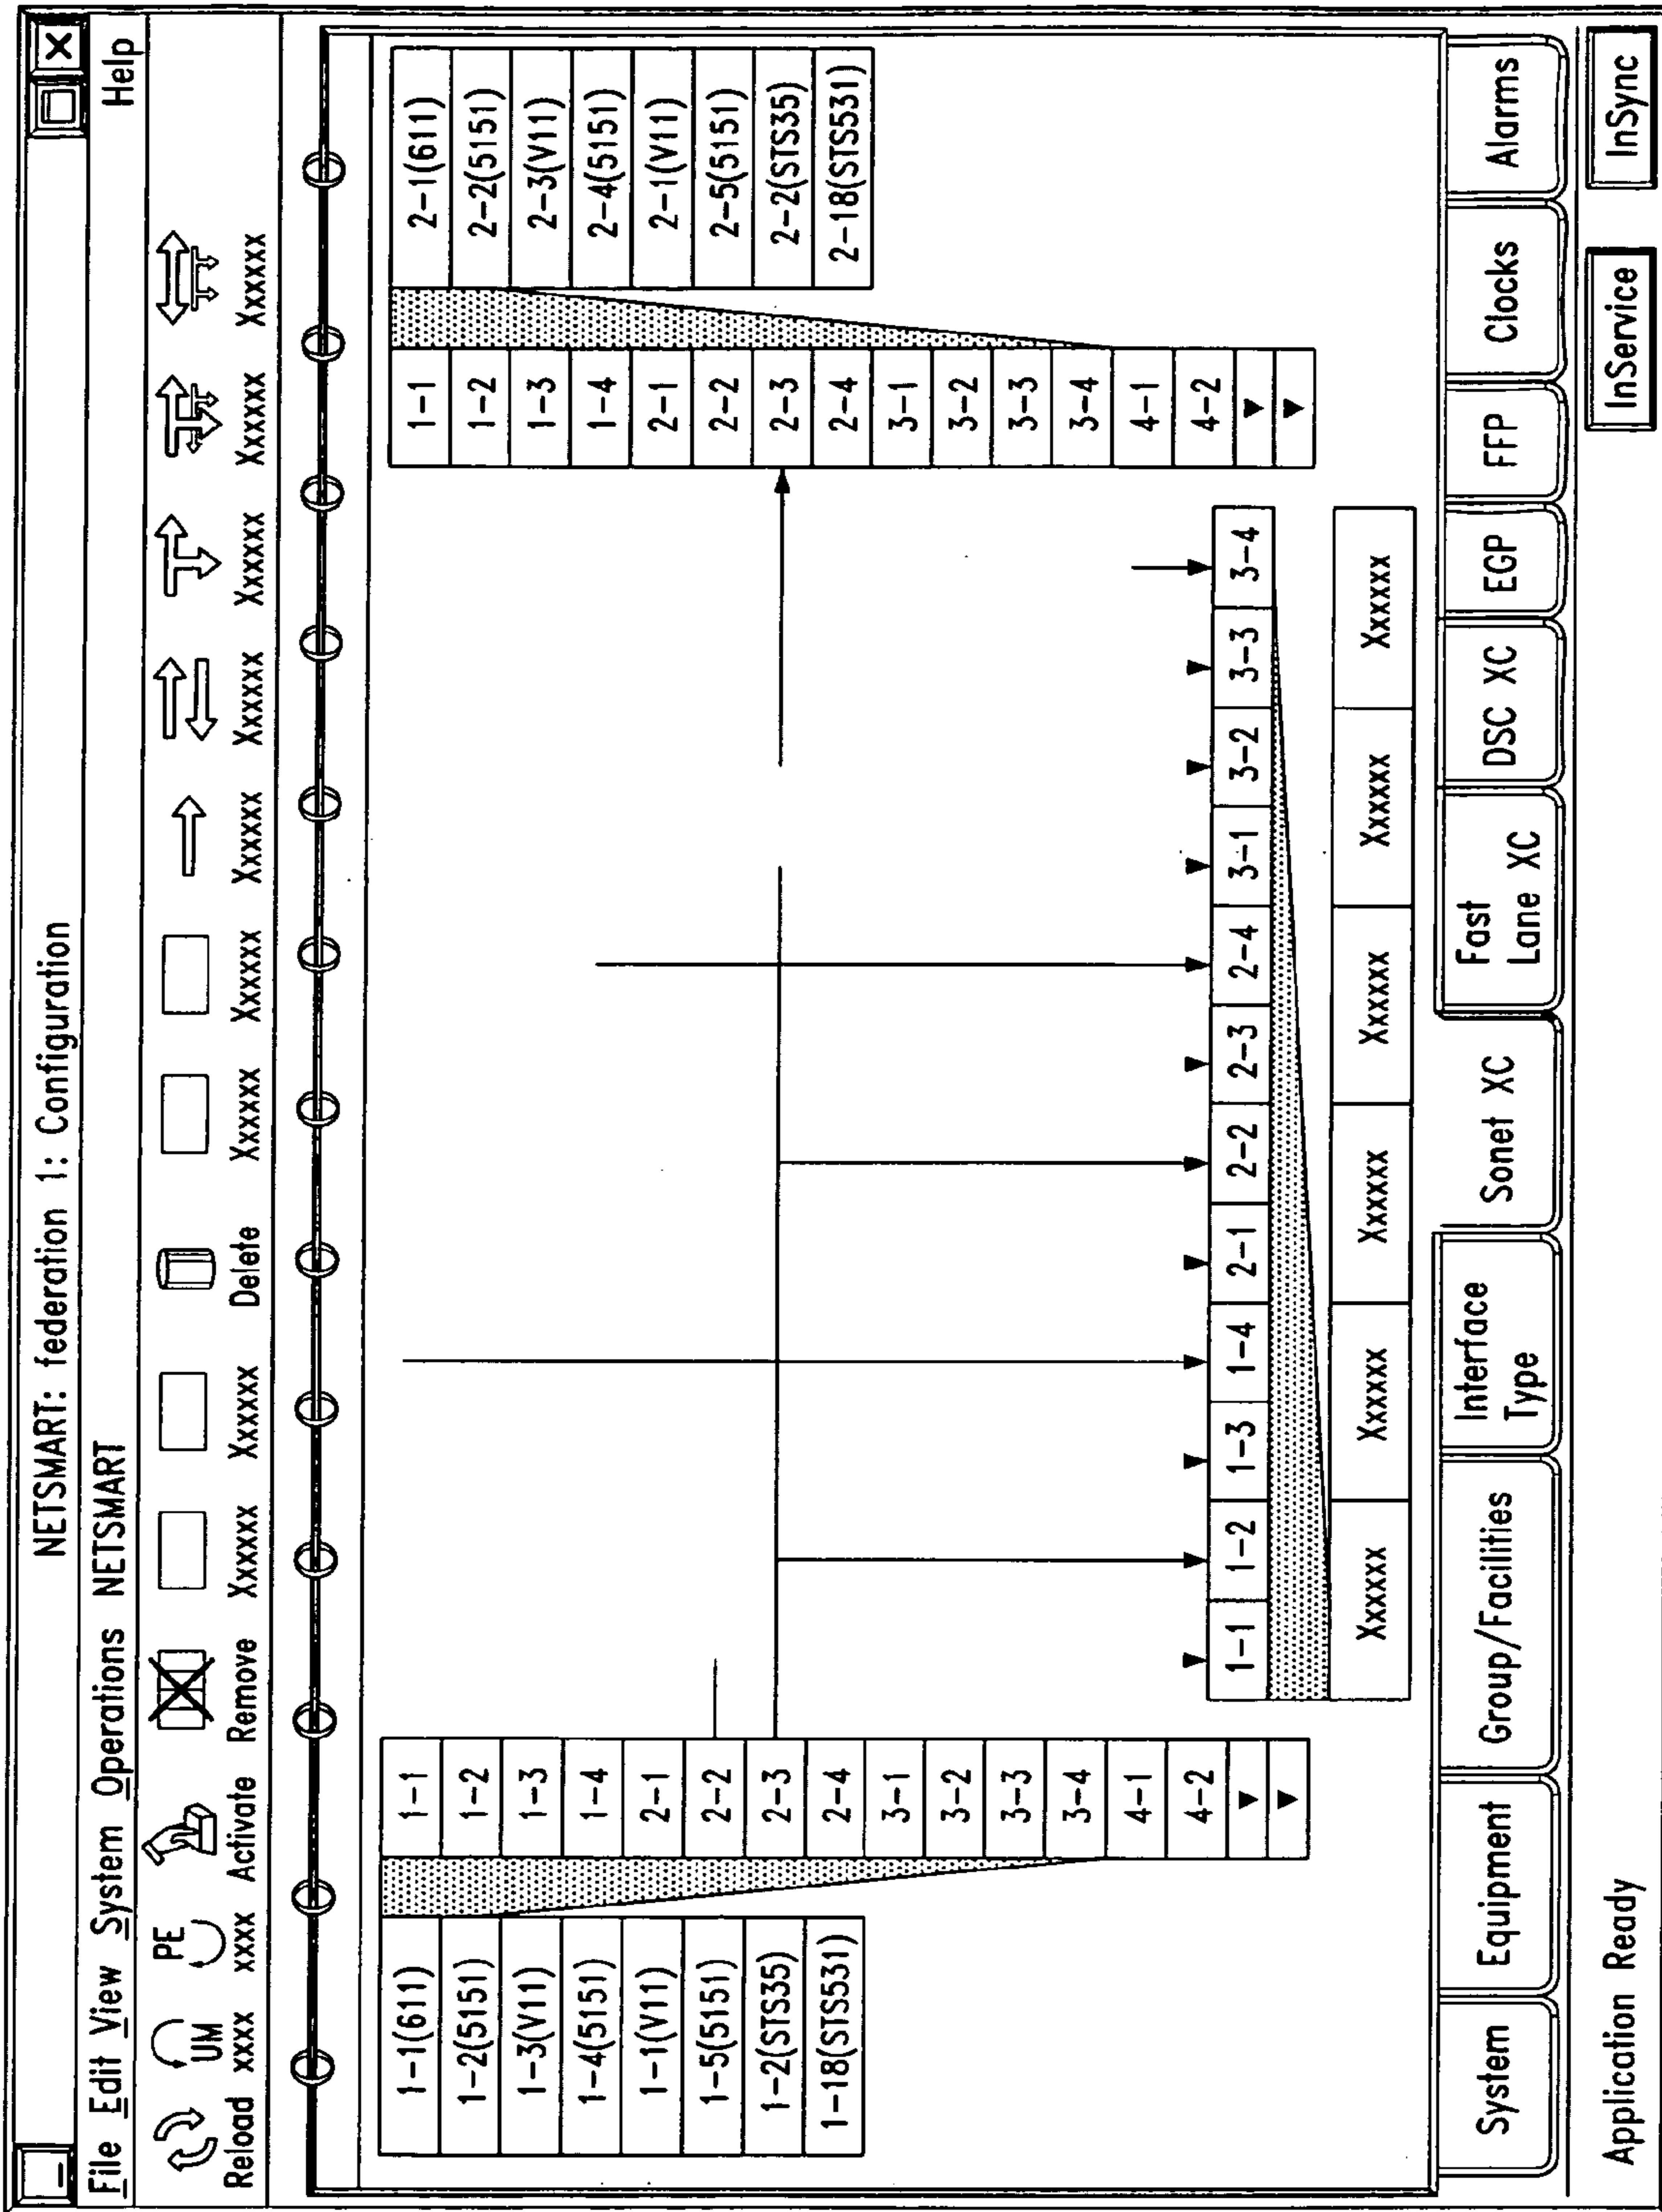 NETSMART: federation 1: Configuration
File Edit View System Operations NETSMART Help
UM PE
Reload xxxx xxxx Activate Remove Xxxxxx Xxxxxx Delete Xxxxxx Xxxxxx Xxxxxx Xxxxxx Xxxxxx Xxxxxx Xxxxxx
1-1(611) 1-1 1-1 2-1(611)
1-2(5151) 1-2 1-2 2-2(5151)
1-3(V11) 1-3 1-3 2-3(V11)
1-4(5151) 1-4 1-4 2-4(5151)
1-1(V11) 2-1 2-1 2-1(V11)
1-5(5151) 2-2 2-2 2-5(5151)
1-2(STS35) 2-3 2-3 2-2(STS35)
1-18(STS531) 2-4 2-4 2-18(STS531)
3-1 3-1
3-2 3-2
3-3 3-3
3-4 3-4
4-1 4-1
4-2 4-2
1-1 1-2 1-3 1-4 2-1 2-2 2-3 2-4 3-1 3-2 3-3 3-4
Xxxxxx Xxxxxx Xxxxxx Xxxxxx Xxxxxx Xxxxxx
System Equipment Group/Facilities Interface Type Sonet XC Fast Lane XC DSC XC EGP FFP Clocks Alarms
Application Ready InService InSync